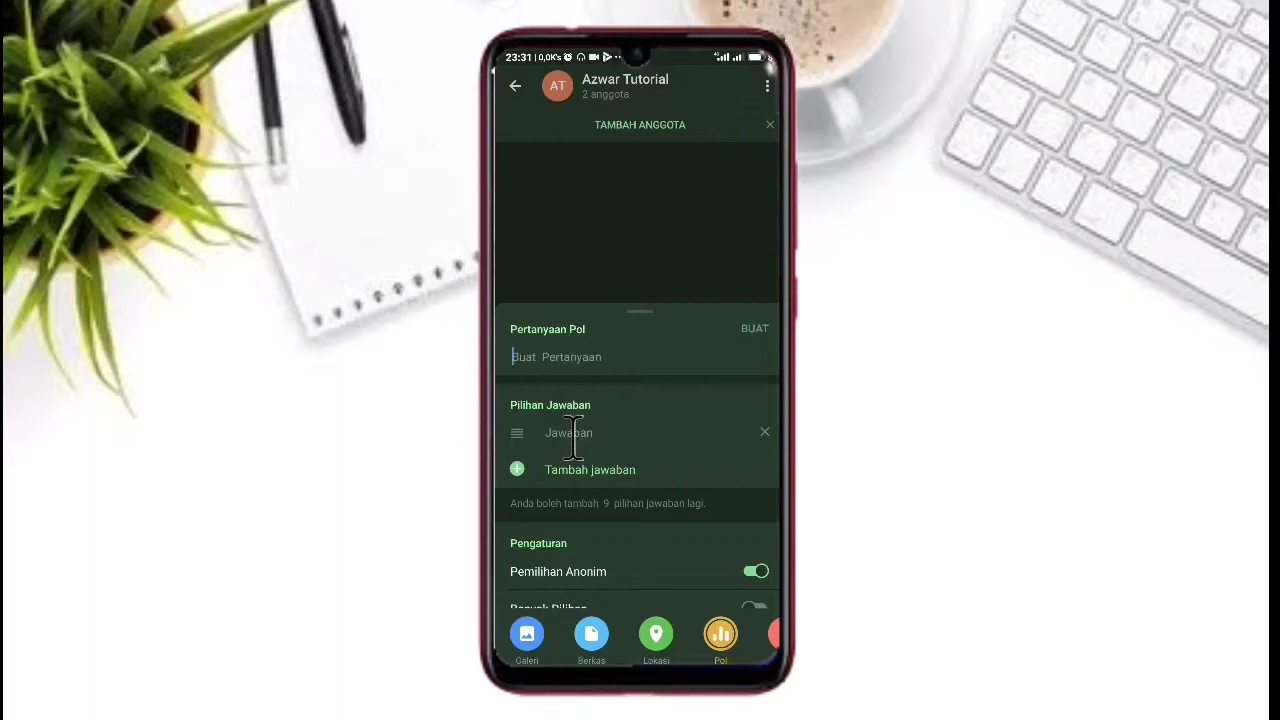 23:31 | 0,0K/s
AT
Azwar Tutorial
2 anggota
TAMBAH ANGGOTA
Pertanyaan Pol
BUAT
Buat Pertanyaan
Pilihan Jawaban
Jawaban
Tambah jawaban
Anda boleh tambah 9 pilihan jawaban lagi.
Pengaturan
Pemilihan Anonim
Banyak Pilihan
Galeri
Berkas
Lokasi
Pol